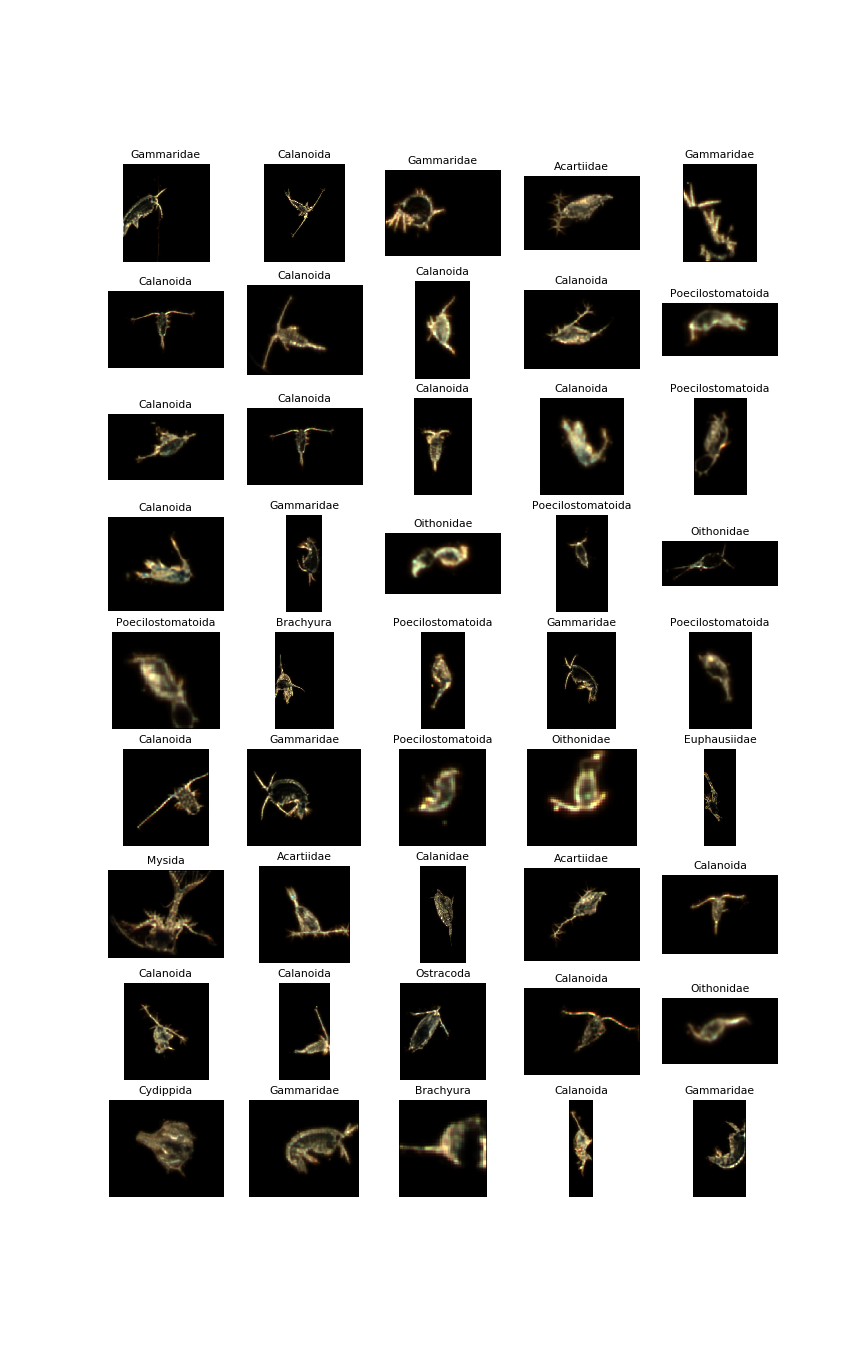 Gammaridae
Calanoida
Gammaridae
Acartiidae
Gammaridae
Calanoida
Calanoida
Calanoida
Calanoida
Poecilostomatoida
Calanoida
Calanoida
Calanoida
Calanoida
Poecilostomatoida
Calanoida
Gammaridae
Oithonidae
Poecilostomatoida
Oithonidae
Poecilostomatoida
Brachyura
Poecilostomatoida
Gammaridae
Poecilostomatoida
Calanoida
Gammaridae
Poecilostomatoida
Oithonidae
Euphausiidae
Mysida
Acartiidae
Calanidae
Acartiidae
Calanoida
Calanoida
Calanoida
Ostracoda
Calanoida
Oithonidae
Cydippida
Gammaridae
Brachyura
Calanoida
Gammaridae